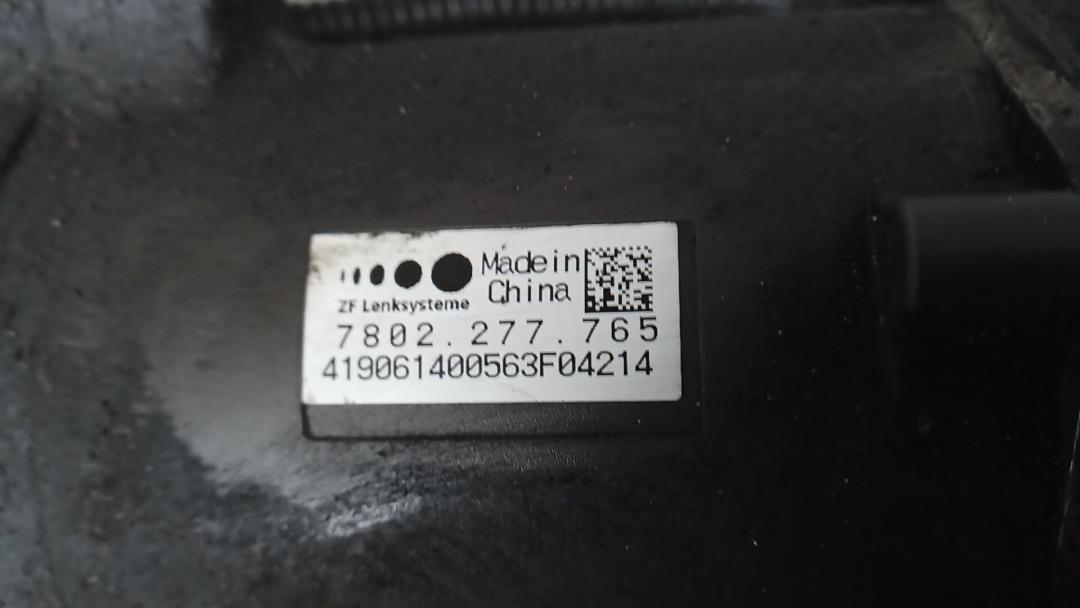 Made in
China
ZF Lenksysteme
7802.277.765
419061400563F04214